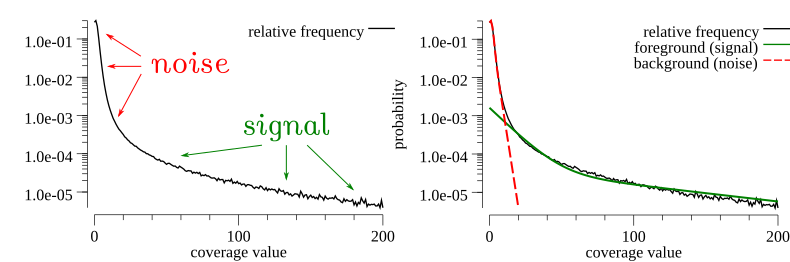 relative frequency
1.0e-01
noise
1.0e-02
1.0e-03
signal
1.0e-04
1.0e-05
0
100
200
coverage value
relative frequency
foreground (signal)
background (noise)
probability
1.0e-01
1.0e-02
1.0e-03
1.0e-04
1.0e-05
0
100
200
coverage value